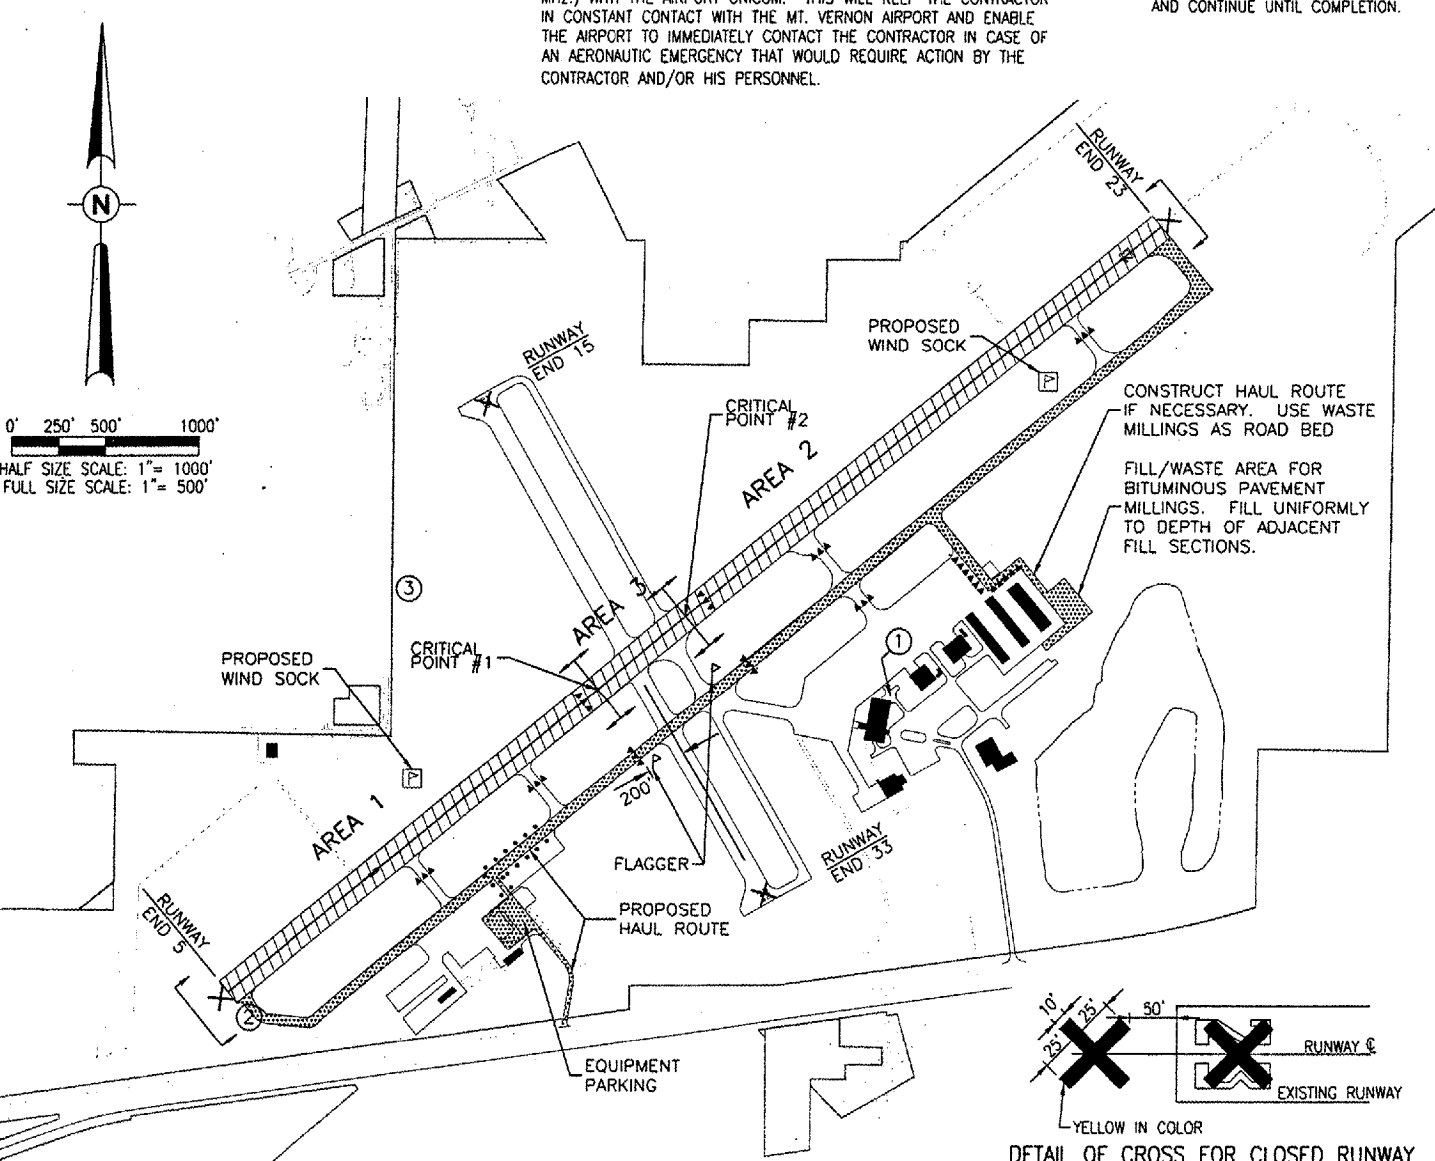 MHZ.) WITH THE AIRPORT UNICOM. THIS WILL KEEP THE CONTRACTOR
IN CONSTANT CONTACT WITH THE MT. VERNON AIRPORT AND ENABLE
THE AIRPORT TO IMMEDIATELY CONTACT THE CONTRACTOR IN CASE OF
AN AERONAUTIC EMERGENCY THAT WOULD REQUIRE ACTION BY THE
CONTRACTOR AND/OR HIS PERSONNEL.
AND CONTINUE UNTIL COMPLETION.
N
0' 250' 500' 1000'
HALF SIZE SCALE: 1"= 1000'
FULL SIZE SCALE: 1"= 500'
RUNWAY
END 23
RUNWAY
END 15
PROPOSED
WIND SOCK
P
CRITICAL
POINT #2
AREA 2
CONSTRUCT HAUL ROUTE
IF NECESSARY. USE WASTE
MILLINGS AS ROAD BED
FILL/WASTE AREA FOR
BITUMINOUS PAVEMENT
MILLINGS. FILL UNIFORMLY
TO DEPTH OF ADJACENT
FILL SECTIONS.
3
AREA 3
CRITICAL
POINT #1
1
PROPOSED
WIND SOCK
P
AREA 1
200'
FLAGGER
RUNWAY
END 33
RUNWAY
END 5
PROPOSED
HAUL ROUTE
2
EQUIPMENT
PARKING
10'
25'
25'
50'
RUNWAY ℄
EXISTING RUNWAY
YELLOW IN COLOR
DETAIL OF CROSS FOR CLOSED RUNWAY